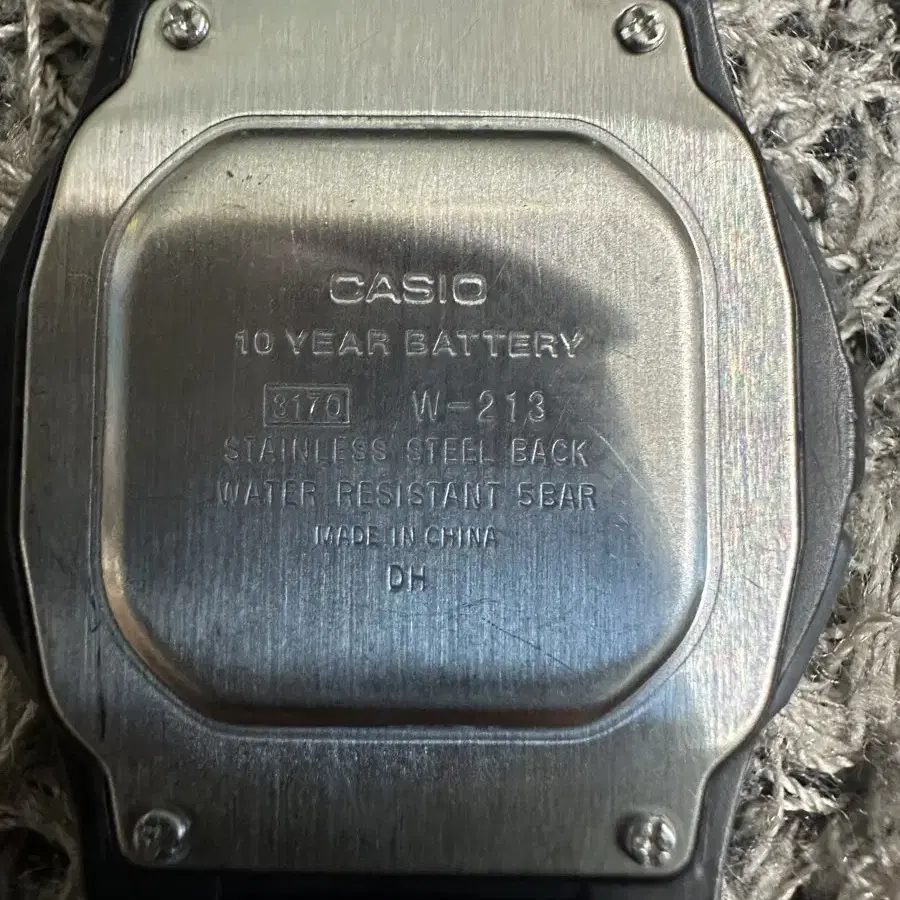 CASIO
10 YEAR BATTERY
3170 W-213
STAINLESS STEEL BACK
WATER RESISTANT 5BAR
MADE IN CHINA
DH